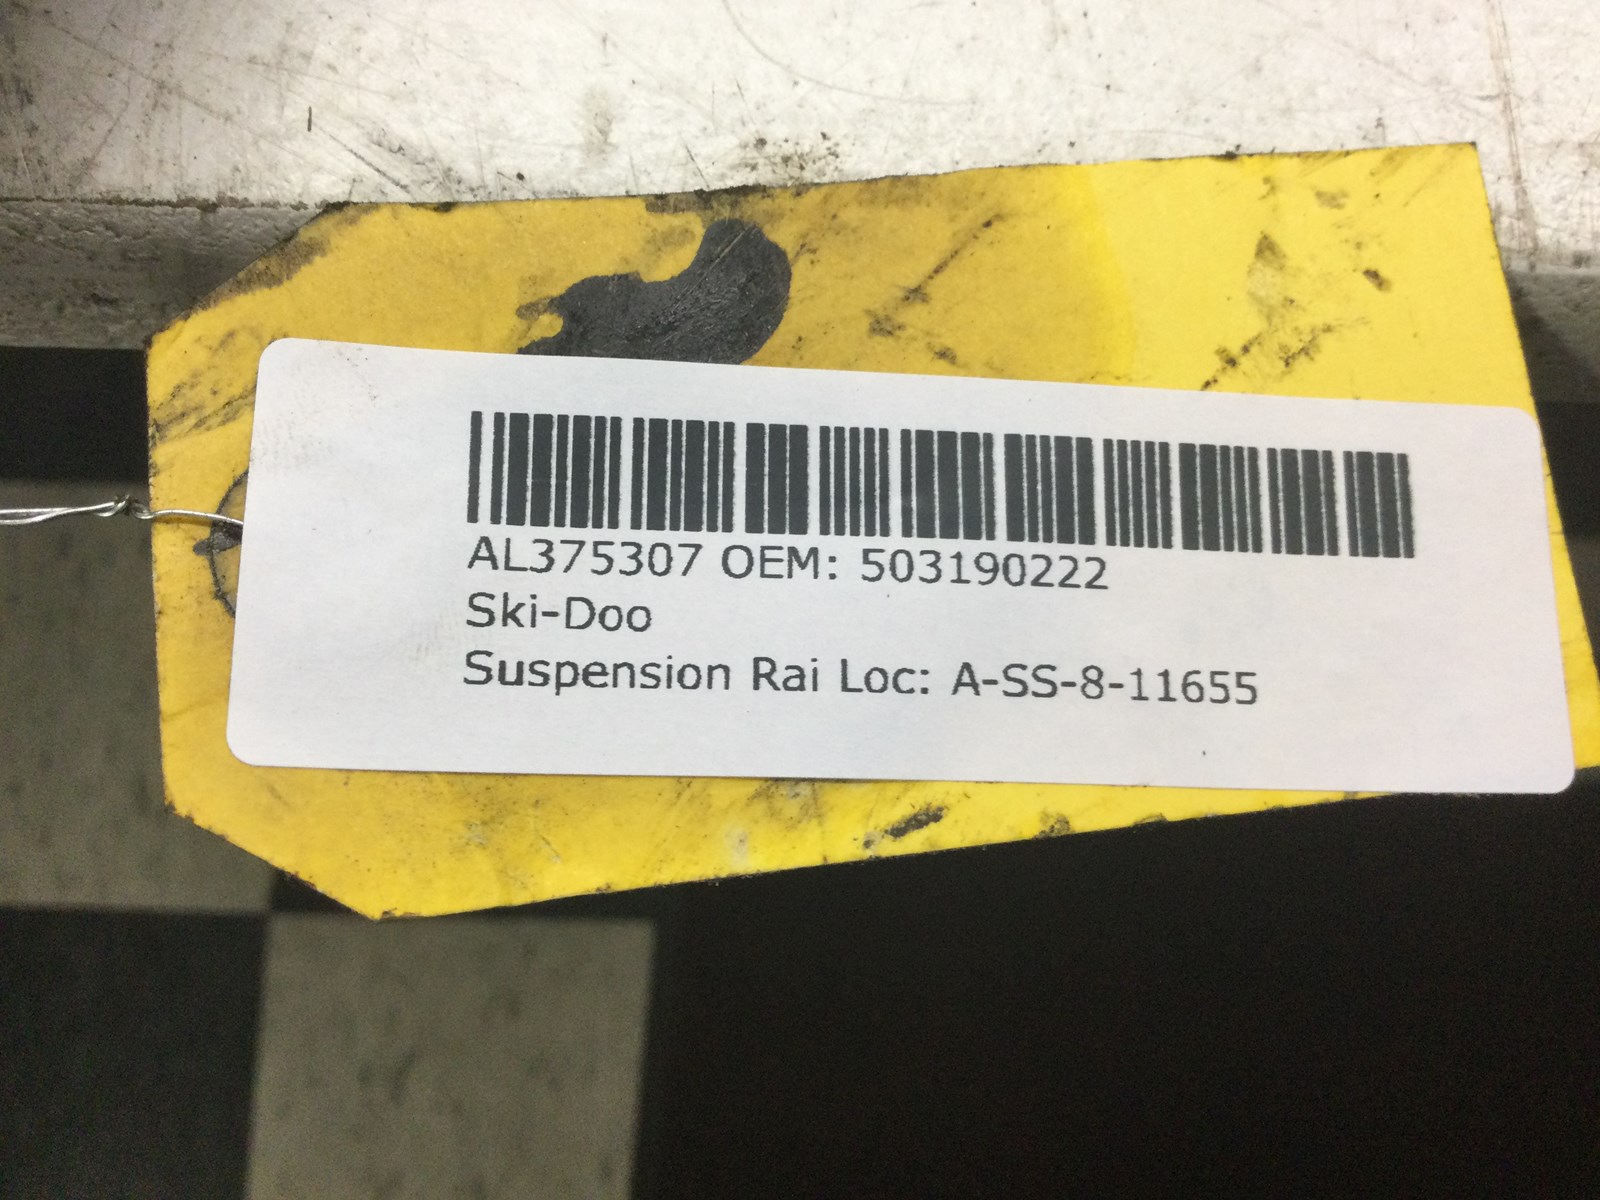 AL375307 OEM: 503190222
Ski-Doo
Suspension Rai Loc: A-SS-8-11655